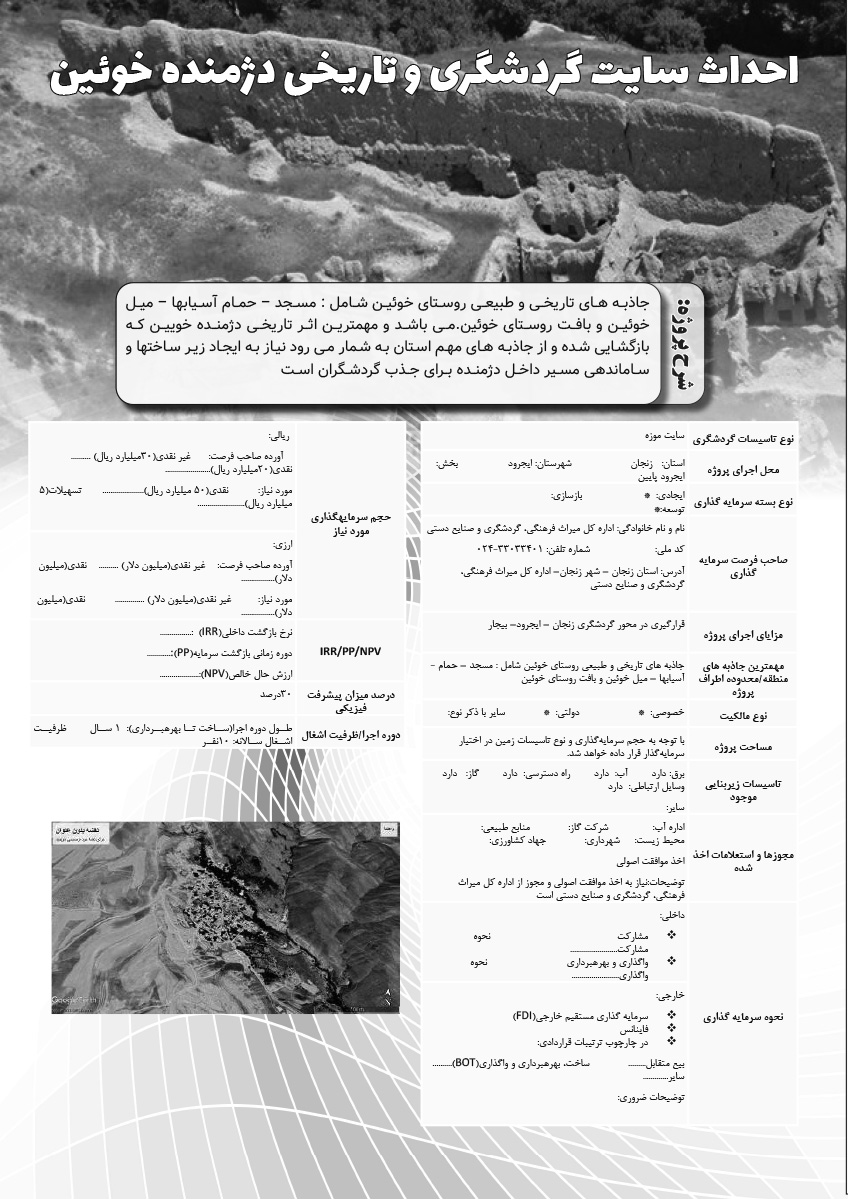 احداث سایت گردشگری و تاریخی دژمنده خوئین
شرح پروژه:
جاذبه های تاریخی و طبیعی روستای خوئین شامل : مسجد – حمام آسیابها – میل
خوئین و بافت روستای خوئین.می باشد و مهمترین اثر تاریخی دژمنده خویین که
بازگشایی شده و از جاذبه های مهم استان به شمار می رود نیاز به ایجاد زیر ساختها و
ساماندهی مسیر داخل دژمنده برای جذب گردشگران است
نوع تاسیسات گردشگری
سایت موزه
محل اجرای پروژه
استان: زنجان شهرستان: ایجرود بخش:
ایجرود پایین
نوع بسته سرمایه گذاری
ایجادی: * بازسازی:
توسعه:*
صاحب فرصت سرمایه
گذاری
نام و نام خانوادگی: اداره کل میراث فرهنگی، گردشگری و صنایع دستی
کد ملی: شماره تلفن: ۳۳۰۳۳۴۰۱-۰۲۴
آدرس: استان زنجان – شهر زنجان– اداره کل میراث فرهنگی،
گردشگری و صنایع دستی
مزایای اجرای پروژه
قرارگیری در محور گردشگری زنجان – ایجرود– بیجار
مهمترین جاذبه های
منطقه/محدوده اطراف
پروژه
جاذبه های تاریخی و طبیعی روستای خوئین شامل : مسجد – حمام –
آسیابها – میل خوئین و بافت روستای خوئین
نوع مالکیت
خصوصی: * دولتی: * سایر با ذکر نوع:
مساحت پروژه
با توجه به حجم سرمایه‌گذاری و نوع تاسیسات زمین در اختیار
سرمایه‌گذار قرار داده خواهد شد.
تاسیسات زیربنایی
موجود
برق: دارد آب: دارد راه دسترسی: دارد گاز: دارد
وسایل ارتباطی: دارد
سایر:
مجوزها و استعلامات اخذ
شده
اداره آب: شرکت گاز: منابع طبیعی:
محیط زیست: شهرداری: جهاد کشاورزی:
اخذ موافقت اصولی
توضیحات:نیاز به اخذ موافقت اصولی و مجوز از اداره کل میراث
فرهنگی، گردشگری و صنایع دستی است
نحوه سرمایه گذاری
داخلی:
❖ مشارکت نحوه
مشارکت......................
❖ واگذاری و بهره‌برداری نحوه
واگذاری......................
خارجی:
❖ سرمایه گذاری مستقیم خارجی(FDI)
❖ فاینانس
❖ در چارچوب ترتیبات قراردادی:
بیع متقابل........ ساخت، بهره‌برداری و واگذاری(BOT).........
سایر............
توضیحات ضروری:
حجم سرمایه‌گذاری
مورد نیاز
ریالی:
آورده صاحب فرصت: غیر نقدی(۳۰میلیارد ریال) .........
نقدی(۲۰میلیارد ریال)......................
مورد نیاز: نقدی(۵۰ میلیارد ریال).................... تسهیلات(۵
میلیارد ریال)......................
ارزی:
آورده صاحب فرصت: غیر نقدی(میلیون دلار) ......... نقدی(میلیون
دلار)................
مورد نیاز: غیر نقدی(میلیون دلار) .............. نقدی(میلیون
دلار)................
IRR/PP/NPV
نرخ بازگشت داخلی(IRR) :...............
دوره زمانی بازگشت سرمایه(PP):............
ارزش حال خالص(NPV):...................
درصد میزان پیشرفت
فیزیکی
۳۰درصد
دوره اجرا/ظرفیت اشغال
طول دوره اجرا(ساخت تا بهره‌برداری): ۱ سال ظرفیت
اشغال سالانه: ۱۰نفر
نقشه بدون عنوان
راهنما
Google Earth